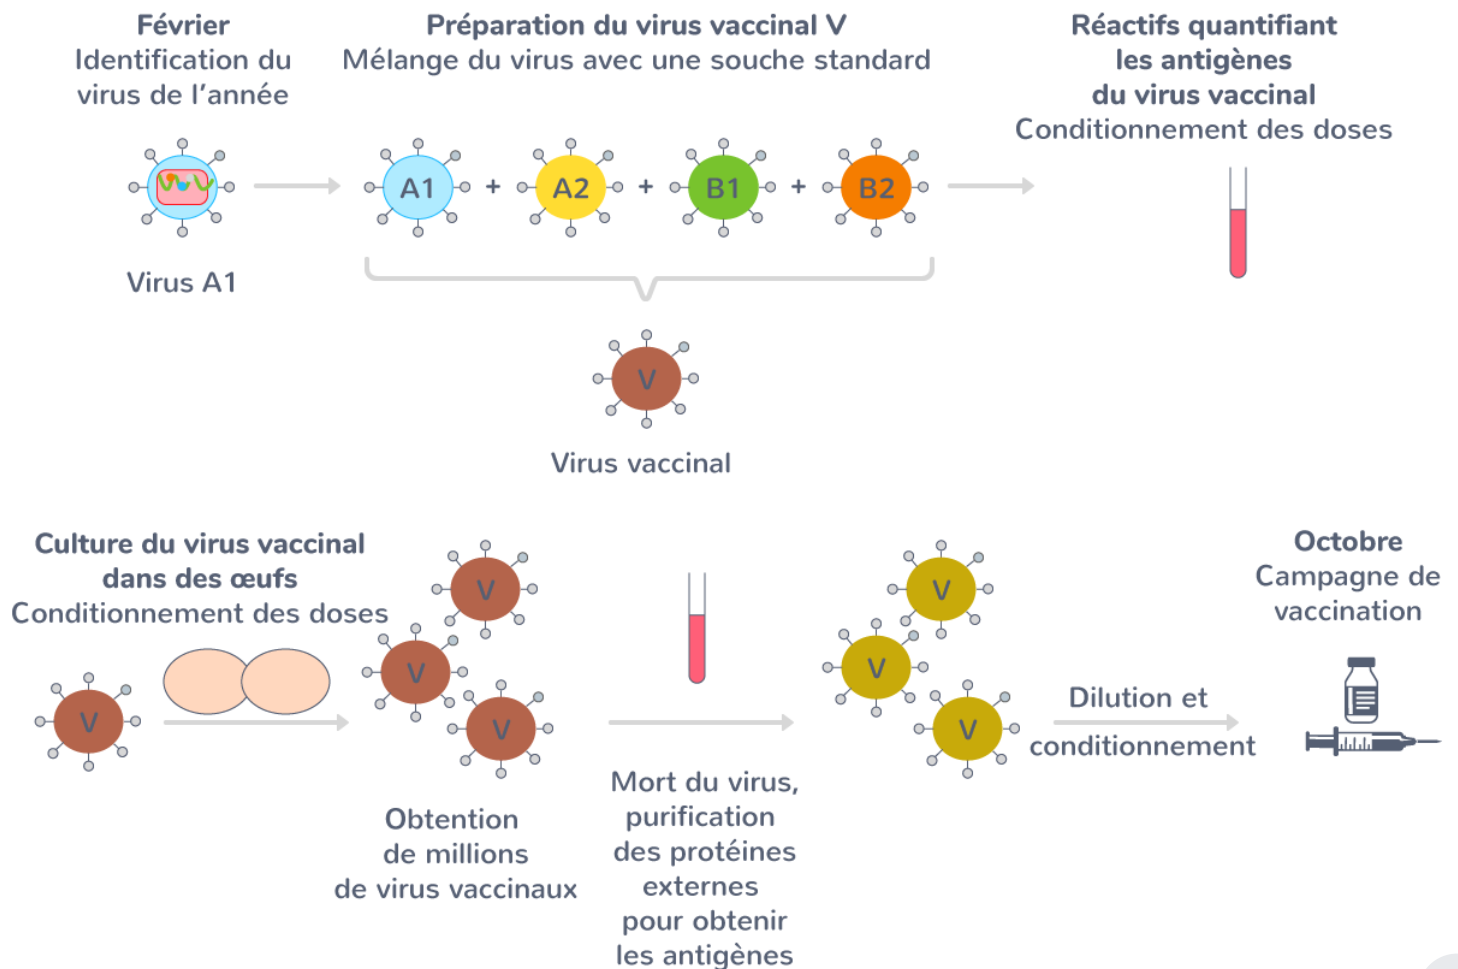 Février
Identification du
virus de l'année
Virus A1
Préparation du virus vaccinal V
Mélange du virus avec une souche standard
A1 + A2 + B1 + B2
V
Virus vaccinal
Réactifs quantifiant
les antigènes
du virus vaccinal
Conditionnement des doses
Culture du virus vaccinal
dans des œufs
Conditionnement des doses
V
V
V
V
Obtention
de millions
de virus vaccinaux
Mort du virus,
purification
des protéines
externes
pour obtenir
les antigènes
V
V
V
Dilution et
conditionnement
Octobre
Campagne de
vaccination